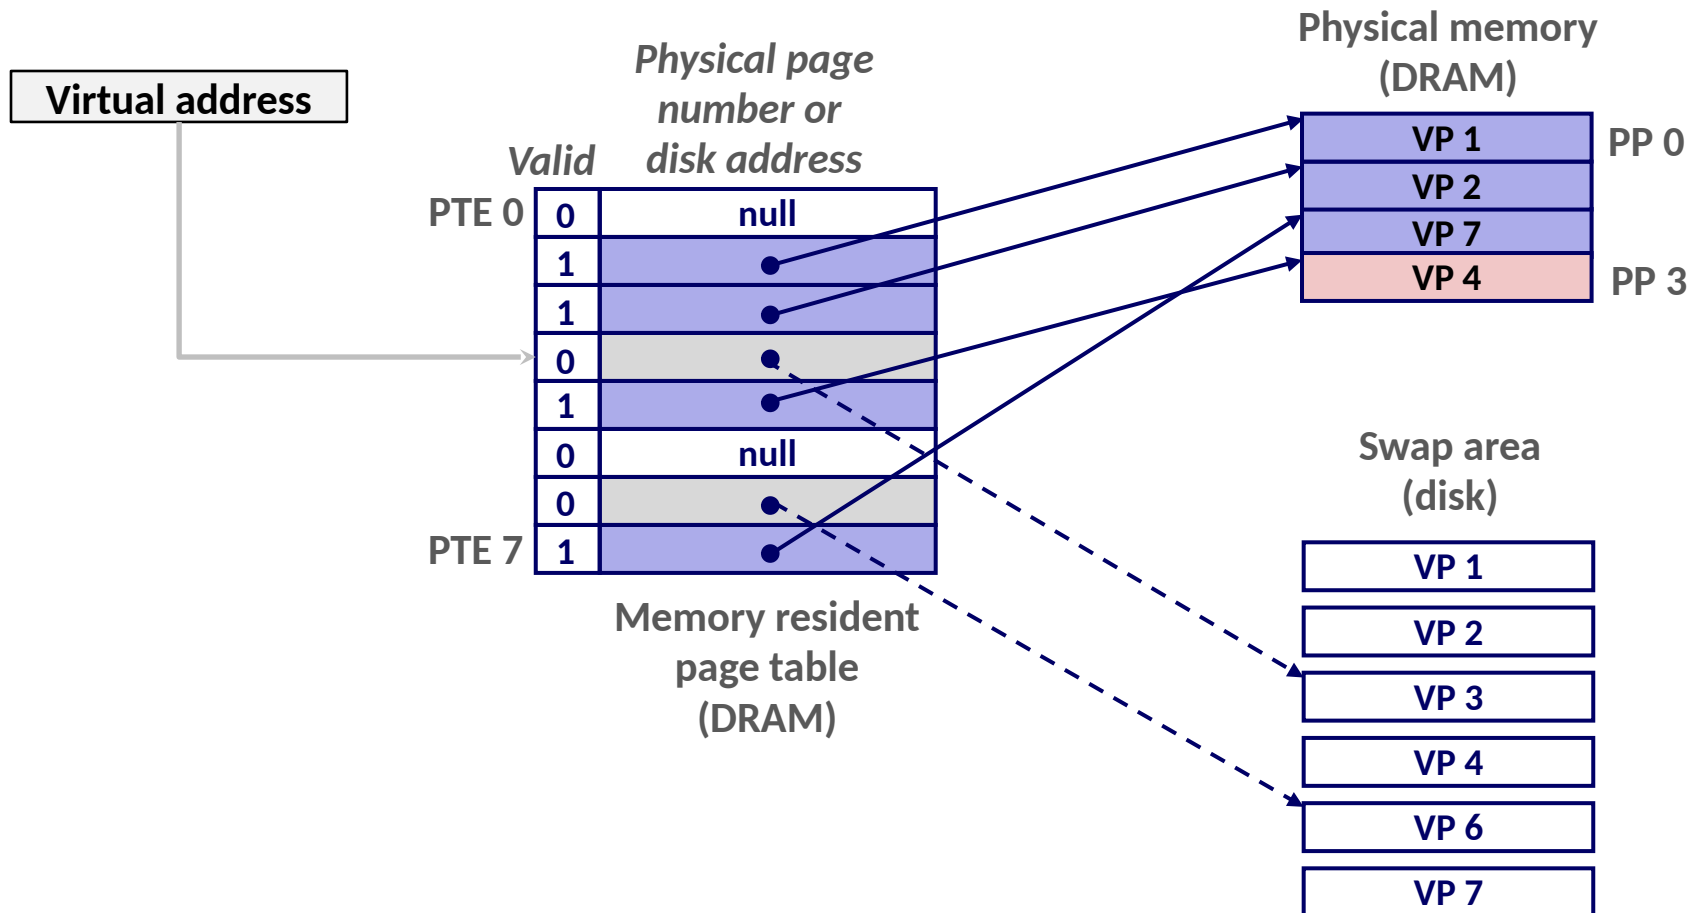 Virtual address
Physical page
number or
disk address
Valid
PTE 0
0
null
1
1
0
1
0
null
0
PTE 7
1
Memory resident
page table
(DRAM)
Physical memory
(DRAM)
VP 1
PP 0
VP 2
VP 7
VP 4
PP 3
Swap area
(disk)
VP 1
VP 2
VP 3
VP 4
VP 6
VP 7